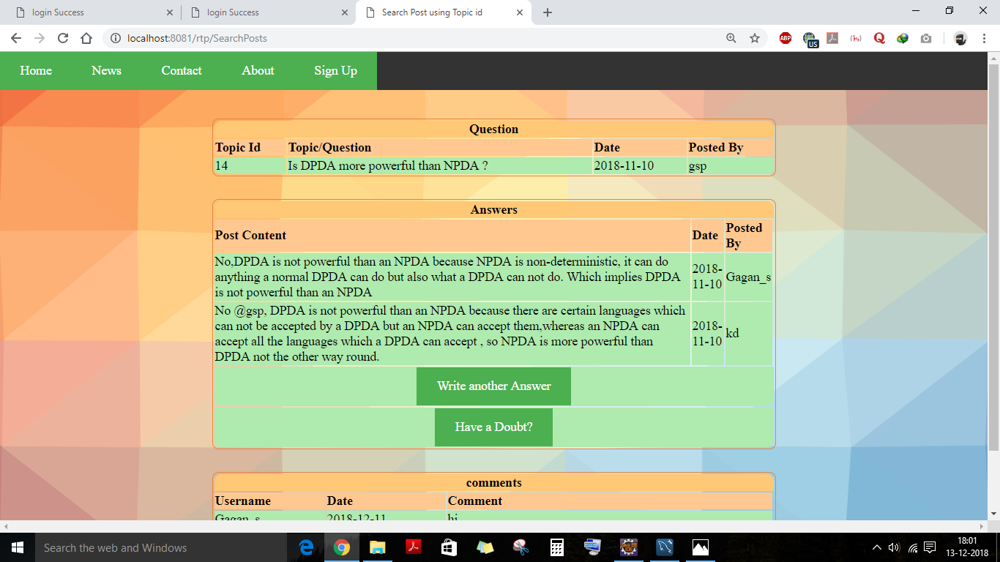 login Success
login Success
Search Post using Topic id
localhost:8081/rtp/SearchPosts
ABP
US
Home News Contact About Sign Up
Question
Topic Id Topic/Question Date Posted By
14 Is DPDA more powerful than NPDA ? 2018-11-10 gsp
Answers
Post Content Date Posted
By
No,DPDA is not powerful than an NPDA because NPDA is non-deterministic, it can do
anything a normal DPDA can do but also what a DPDA can not do. Which implies DPDA
is not powerful than an NPDA
2018-
11-10
Gagan_s
No @gsp, DPDA is not powerful than an NPDA because there are certain languages which
can not be accepted by a DPDA but an NPDA can accept them,whereas an NPDA can
accept all the languages which a DPDA can accept , so NPDA is more powerful than
DPDA not the other way round.
2018-
11-10
kd
Write another Answer
Have a Doubt?
comments
Username Date Comment
Gagan_s 2018-12-11 hi
Search the web and Windows
18:01
13-12-2018